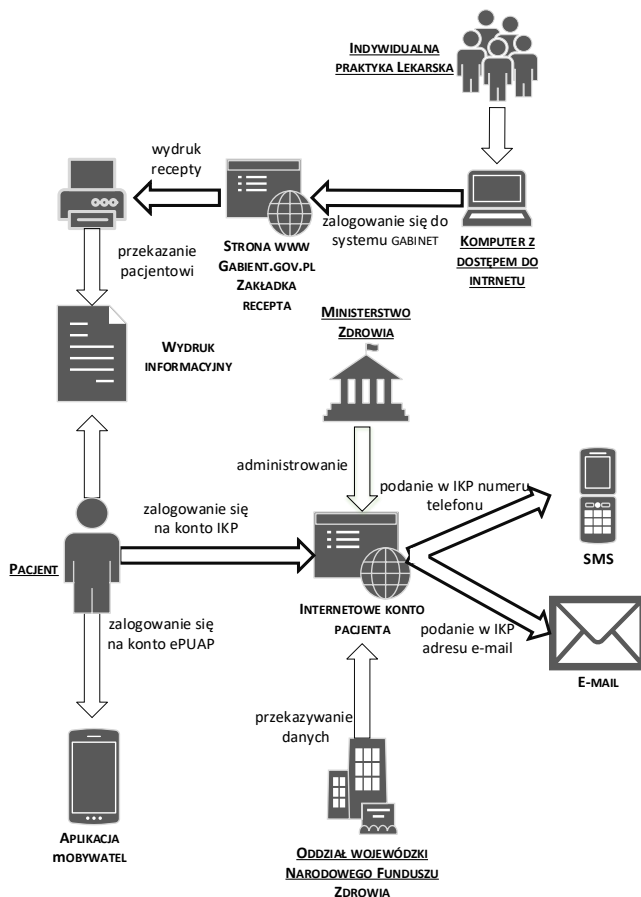 INDYWIDUALNA
PRAKTYKA LEKARSKA
wydruk
recepty
zalogowanie się do
systemu GABINET
STRONA WWW
GABIENT.GOV.PL
ZAKŁADKA
RECEPTA
KOMPUTER Z
DOSTĘPEM DO
INTRNETU
przekazanie
pacjentowi
WYDRUK
INFORMACYJNY
MINISTERSTWO
ZDROWIA
administrowanie
podanie w IKP numeru
telefonu
SMS
zalogowanie się
na konto IKP
PACJENT
INTERNETOWE KONTO
PACJENTA
zalogowanie się
na konto ePUAP
podanie w IKP
adresu e-mail
E-MAIL
przekazywanie
danych
APLIKACJA
MOBYWATEL
ODDZIAŁ WOJEWÓDZKI
NARODOWEGO FUNDUSZU
ZDROWIA